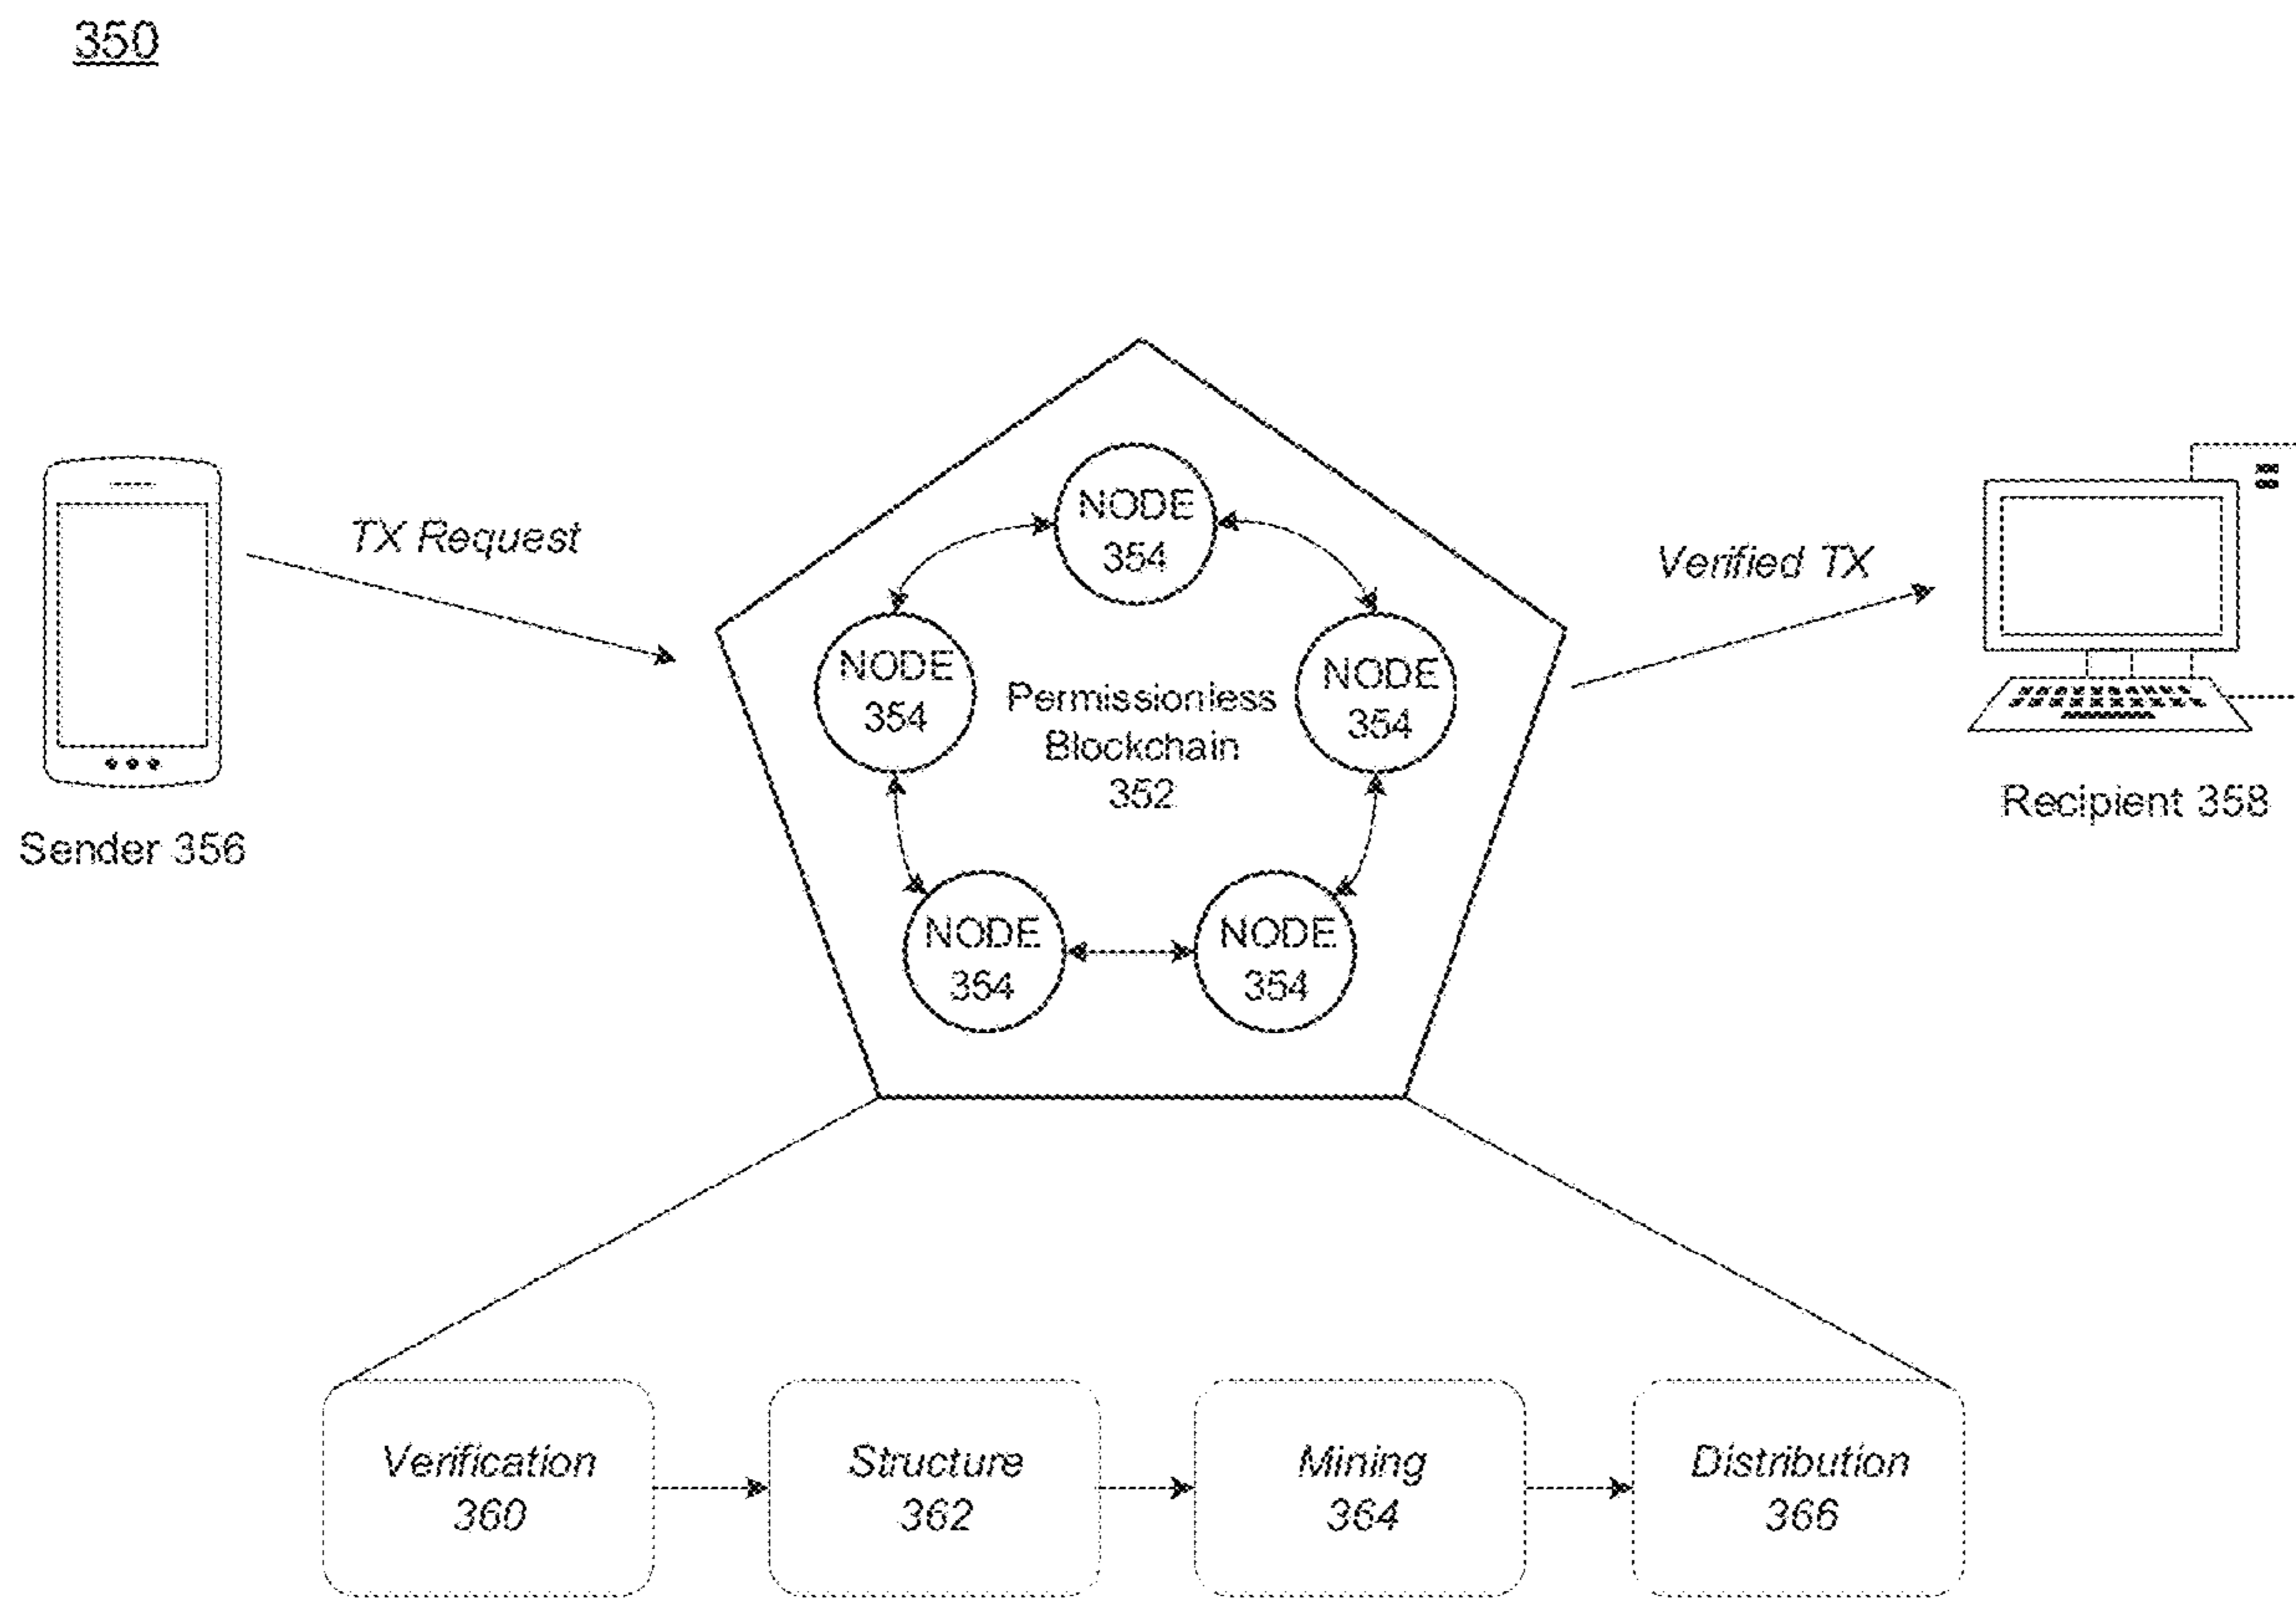 350
TX Request
Verified TX
NODE
354
NODE
354
NODE
354
Permissionless
Blockchain
352
Sender 356
Recipient 358
NODE
354
NODE
354
Verification
360
Structure
362
Mining
364
Distribution
366